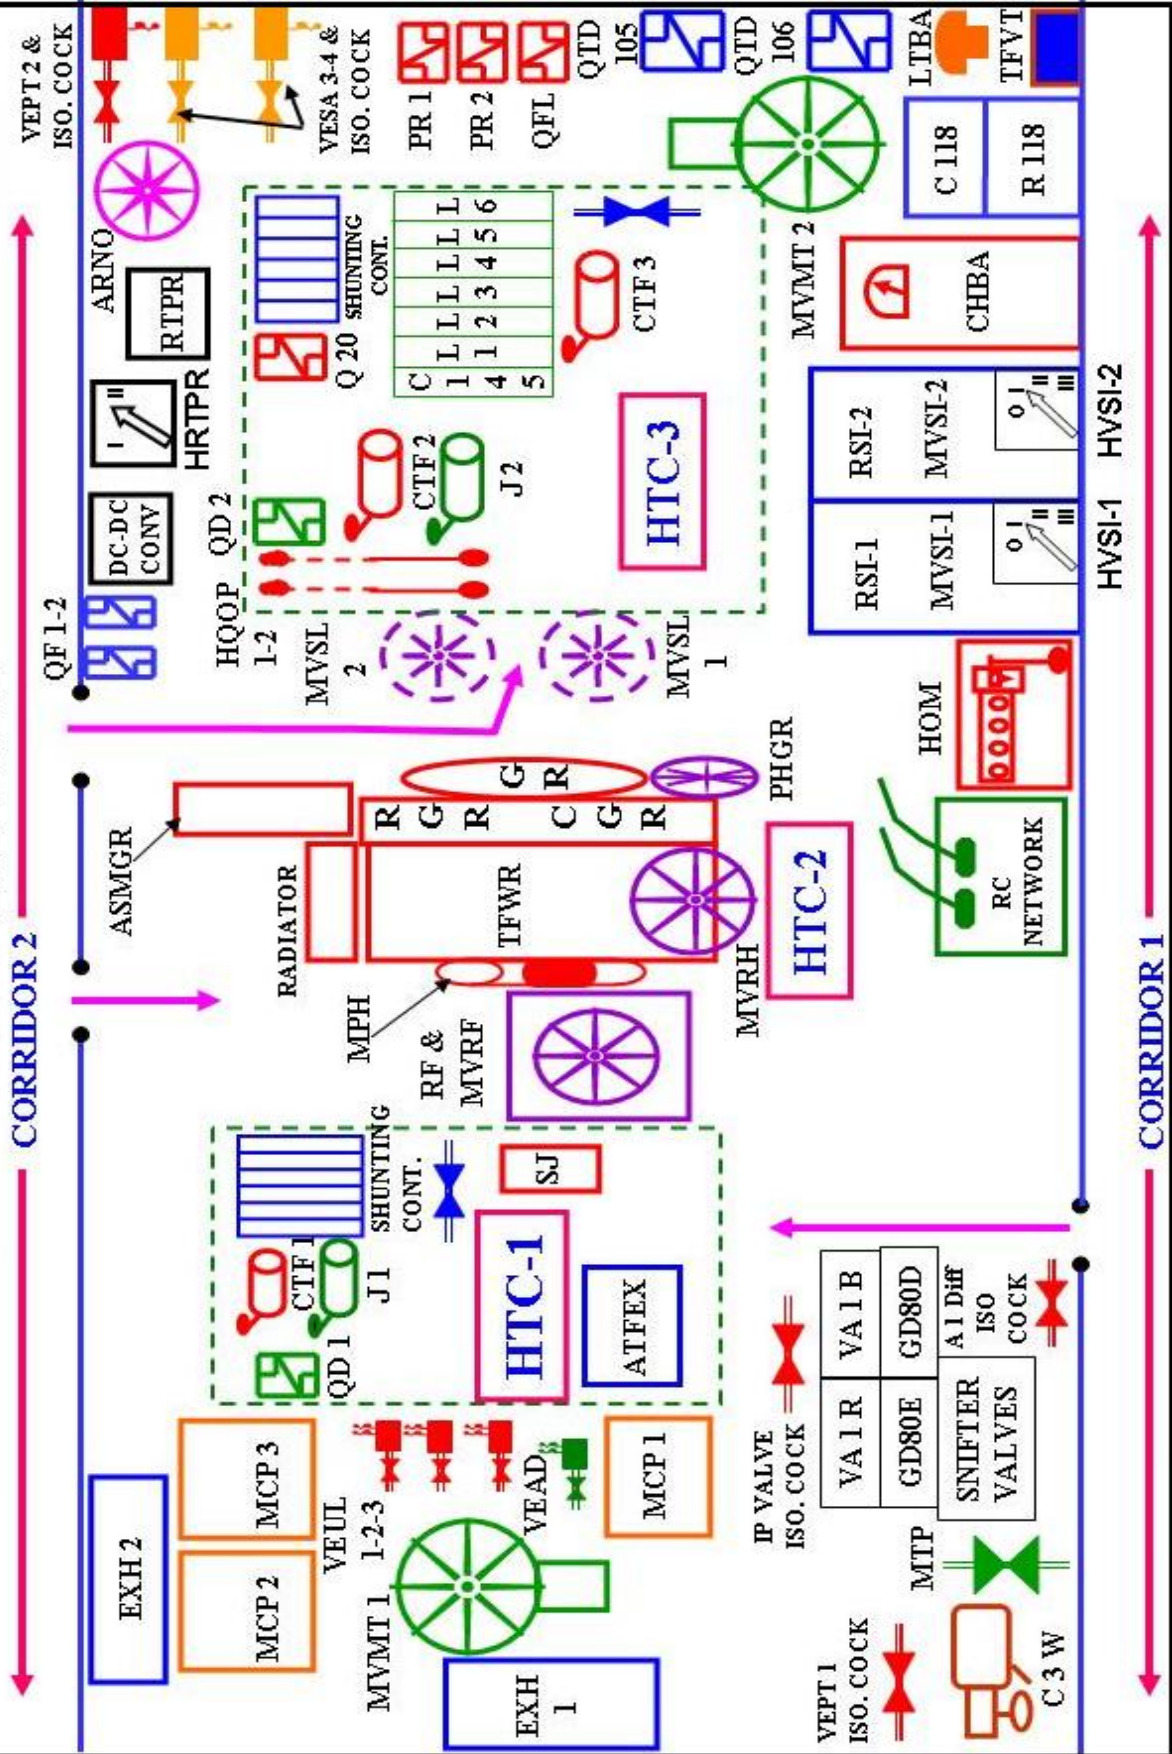 CORRIDOR 2
EXH 2
MCP 2
MCP 3
VEUL
1-2-3
MVMT 1
EXH
1
VEAD
MCP 1
QD 1
CTF 1
J 1
SHUNTING
CONT.
HTC-1
SJ
ATFEX
VEPT 1
ISO. COCK
C 3 W
MTP
IP VALVE
ISO. COCK
VA 1 R
VA 1 B
GD80E
GD80D
SNIFTER
VALVES
A 1 Diff
ISO
COCK
RF &
MVRF
MPH
RADIATOR
ASMGR
TFWR
R
G
R
C
G
R
G
R
MVRH
PHGR
HTC-2
RC
NETWORK
HOM
QF 1-2
DC-DC
CONV
I
II
HRTPR
RTPR
ARNO
VEPT 2 &
ISO. COCK
VESA 3-4 &
ISO. COCK
HQOP
1-2
MVSL
2
MVSL
1
QD 2
CTF2
J 2
Q 20
SHUNTING
CONT.
C
1
4
5
L
1
L
2
L
3
L
4
L
5
L
6
CTF 3
HTC-3
PR 1
PR 2
QFL
QTD
105
QTD
106
LTBA
TFVT
MVMT 2
C 118
R 118
CHBA
RSI-1
MVSI-1
O
I
II
III
HVSI-1
RSI-2
MVSI-2
O
I
II
III
HVSI-2
CORRIDOR 1